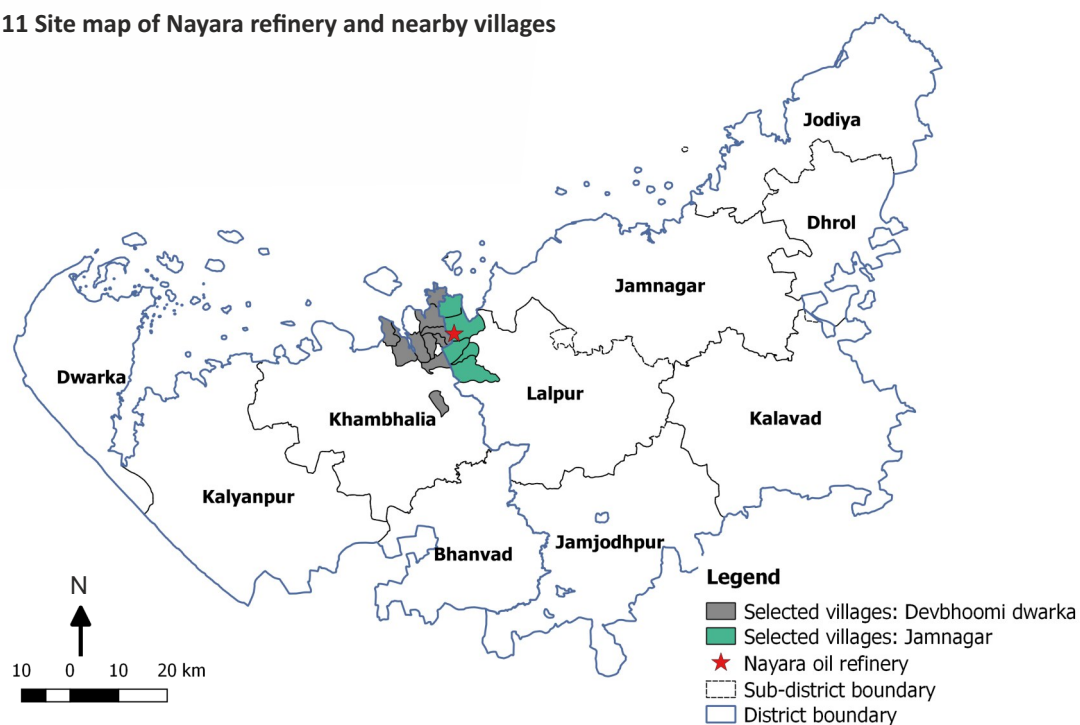 11 Site map of Nayara refinery and nearby villages
Jodiya
Dhrol
Jamnagar
Dwarka
Lalpur
Khambhalia
Kalavad
Kalyanpur
Bhanvad
Jamjodhpur
N
10 0 10 20 km
Legend
Selected villages: Devbhoomi dwarka
Selected villages: Jamnagar
Nayara oil refinery
Sub-district boundary
District boundary